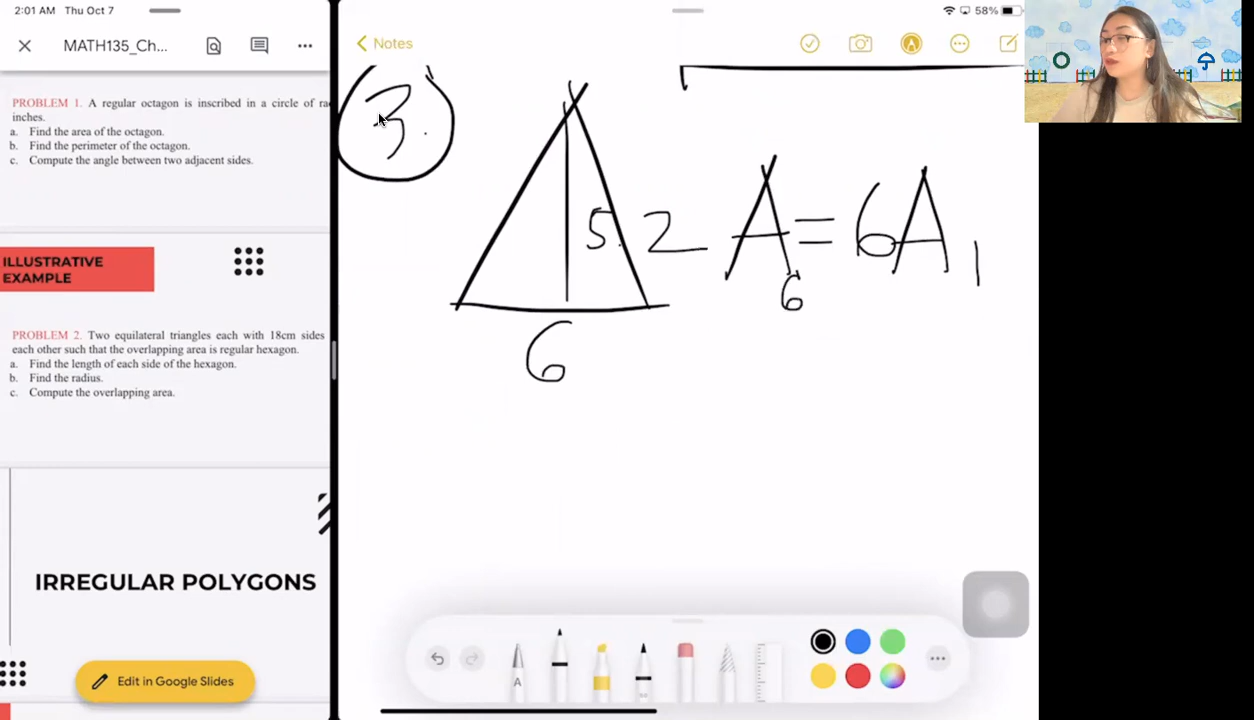 2:01 AM Thu Oct 7
58%
MATH135_Ch...
Notes
PROBLEM 1. A regular octagon is inscribed in a circle of ra
inches.
a. Find the area of the octagon.
b. Find the perimeter of the octagon.
c. Compute the angle between two adjacent sides.
ILLUSTRATIVE
EXAMPLE
PROBLEM 2. Two equilateral triangles each with 18cm sides
each other such that the overlapping area is regular hexagon.
a. Find the length of each side of the hexagon.
b. Find the radius.
c. Compute the overlapping area.
IRREGULAR POLYGONS
Edit in Google Slides
3.
5.2
6
A6 = 6A1
A